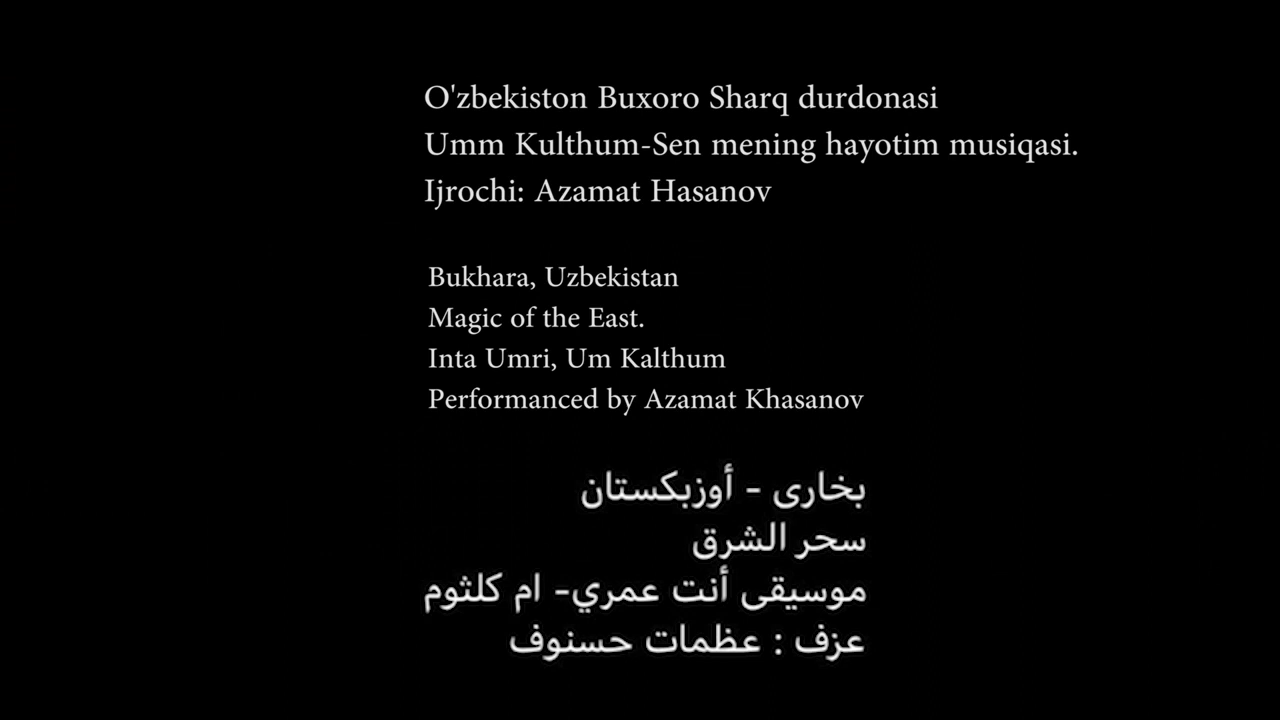 O'zbekiston Buxoro Sharq durdonasi
Umm Kulthum-Sen mening hayotim musiqasi.
Ijrochi: Azamat Hasanov
Bukhara, Uzbekistan
Magic of the East.
Inta Umri, Um Kalthum
Performanced by Azamat Khasanov
بخارى - أوزبكستان
سحر الشرق
موسيقى أنت عمري- ام كلثوم
عزف : عظمات حسنوف